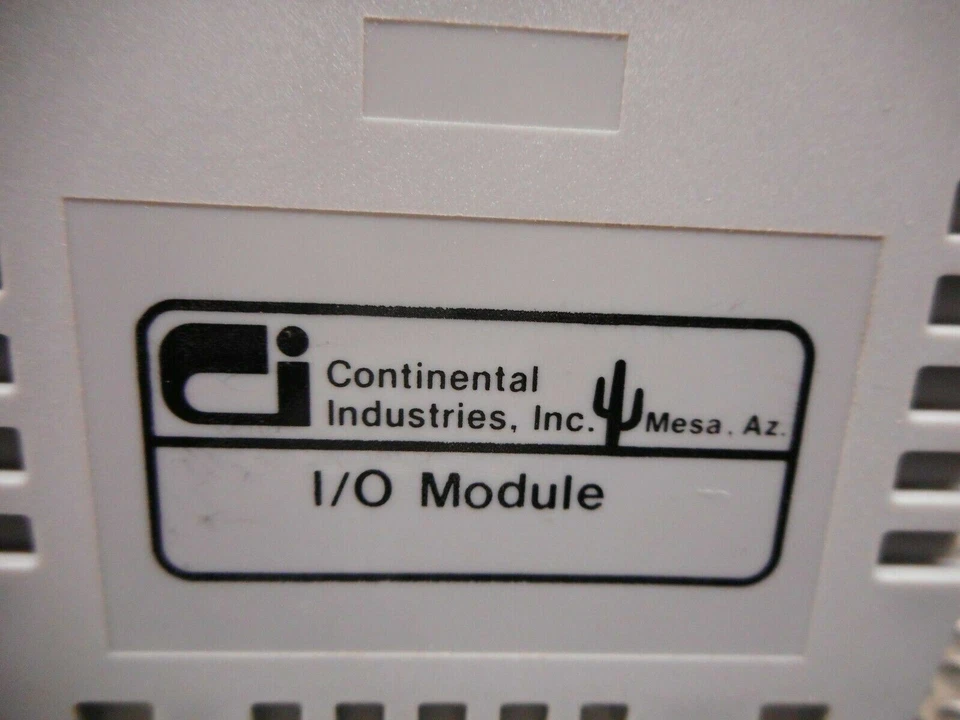 Ci
Continental
Industries, Inc. Mesa, Az.
I/O Module